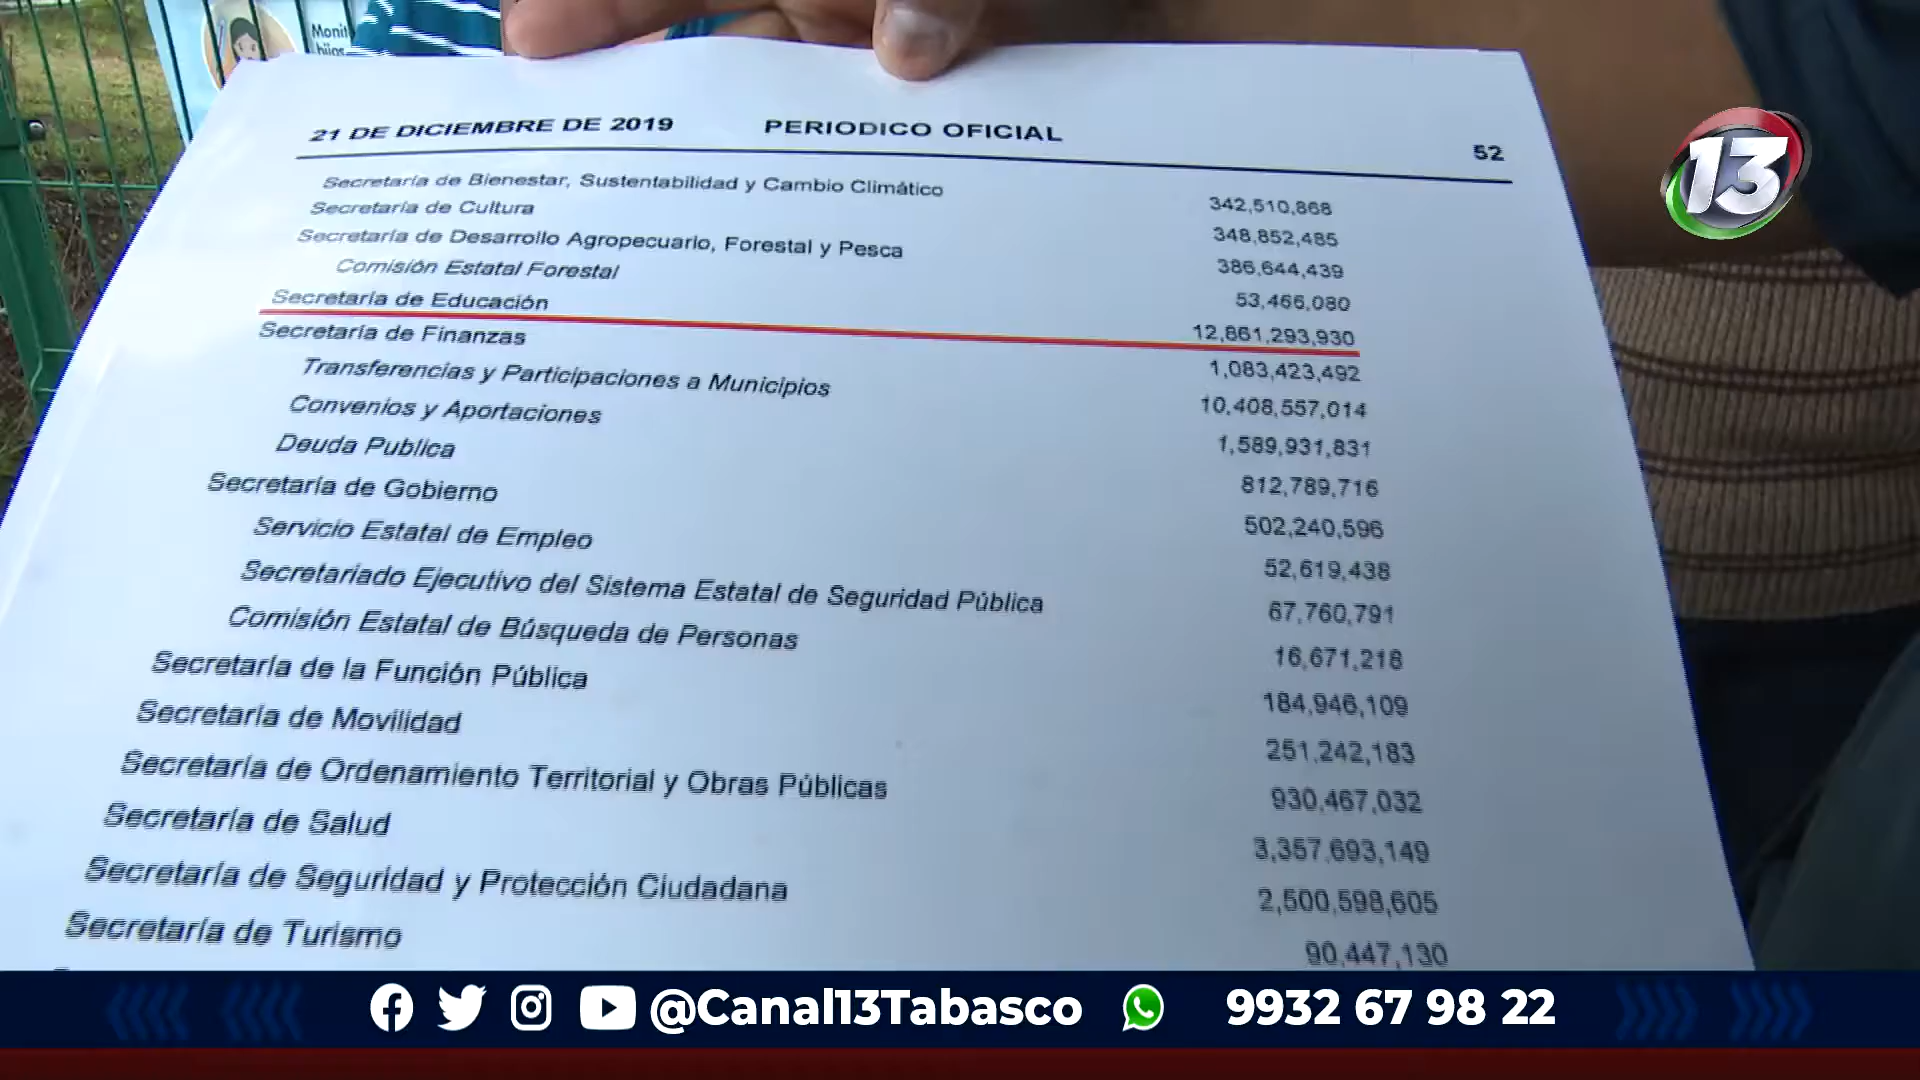 Monit
hijos
21 DE DICIEMBRE DE 2019 PERIODICO OFICIAL 52
Secretaría de Bienestar, Sustentabilidad y Cambio Climático 342,510,868
Secretaría de Cultura 348,852,485
Secretaría de Desarrollo Agropecuario, Forestal y Pesca 386,644,439
Comisión Estatal Forestal 53,466,080
Secretaría de Educación 12,861,293,930
Secretaría de Finanzas 1,083,423,492
Transferencias y Participaciones a Municipios 10,408,557,014
Convenios y Aportaciones 1,589,931,831
Deuda Publica 812,789,716
Secretaría de Gobierno 502,240,596
Servicio Estatal de Empleo 52,619,438
Secretariado Ejecutivo del Sistema Estatal de Seguridad Pública 67,760,791
Comisión Estatal de Búsqueda de Personas 16,671,218
Secretaría de la Función Pública 184,946,109
Secretaría de Movilidad 251,242,183
Secretaría de Ordenamiento Territorial y Obras Públicas 930,467,032
Secretaría de Salud 3,357,693,149
Secretaría de Seguridad y Protección Ciudadana 2,500,598,605
Secretaría de Turismo 90,447,130
13
@Canal13Tabasco 9932 67 98 22